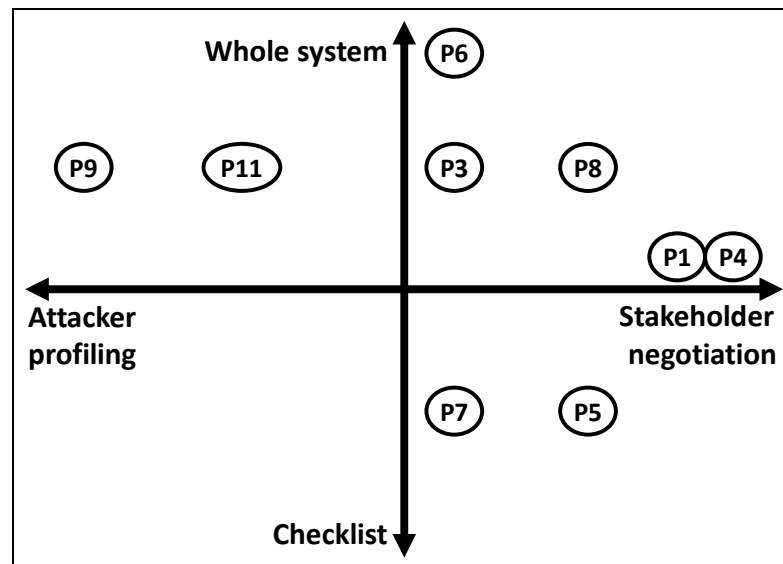 Whole system
P6
P9
P11
P3
P8
P1
P4
Attacker
profiling
Stakeholder
negotiation
P7
P5
Checklist